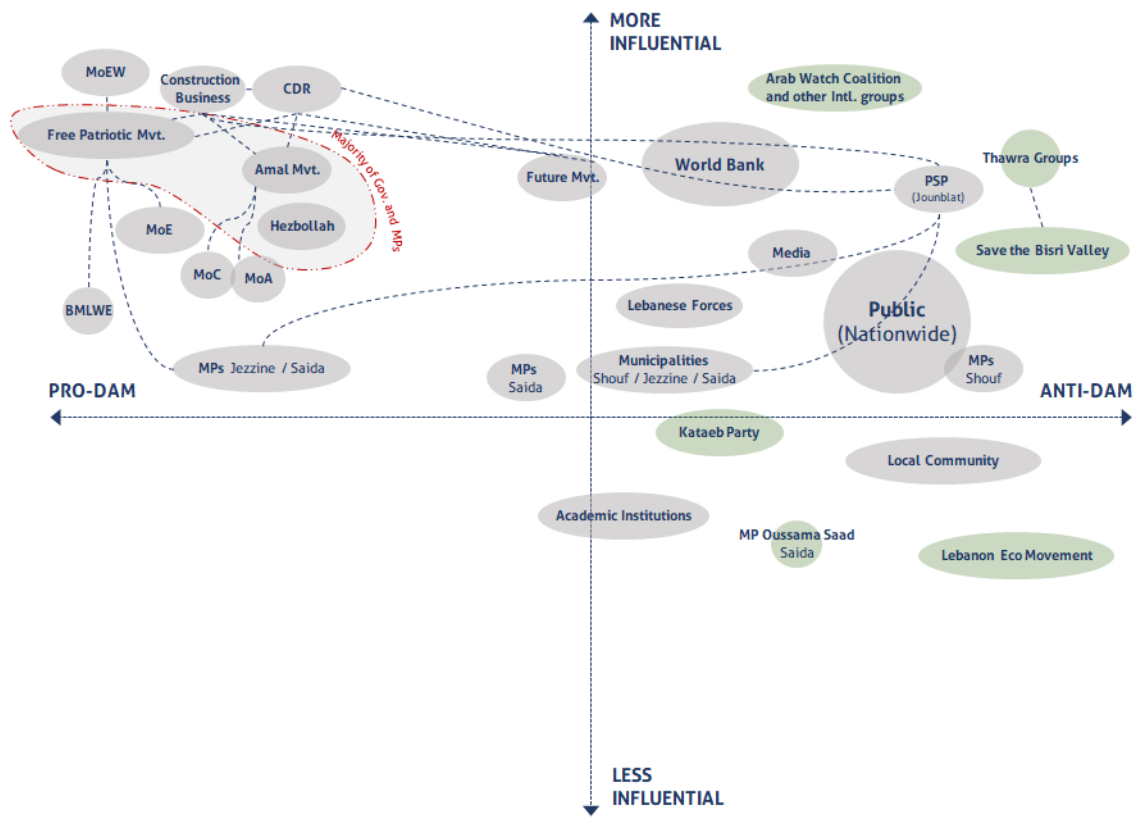 MORE
INFLUENTIAL
MoEW
Construction
Business
CDR
Arab Watch Coalition
and other Intl. groups
Free Patriotic Mvt.
Majority of Gov. and MPs
Amal Mvt.
Future Mvt.
World Bank
Thawra Groups
PSP
(Jounblat)
MoE
Hezbollah
Media
Save the Bisri Valley
MoC
MoA
BMLWE
Lebanese Forces
Public
(Nationwide)
MPs Jezzine / Saida
MPs
Saida
Municipalities
Shouf / Jezzine / Saida
MPs
Shouf
PRO-DAM
ANTI-DAM
Kataeb Party
Local Community
Academic Institutions
MP Oussama Saad
Saida
Lebanon Eco Movement
LESS
INFLUENTIAL